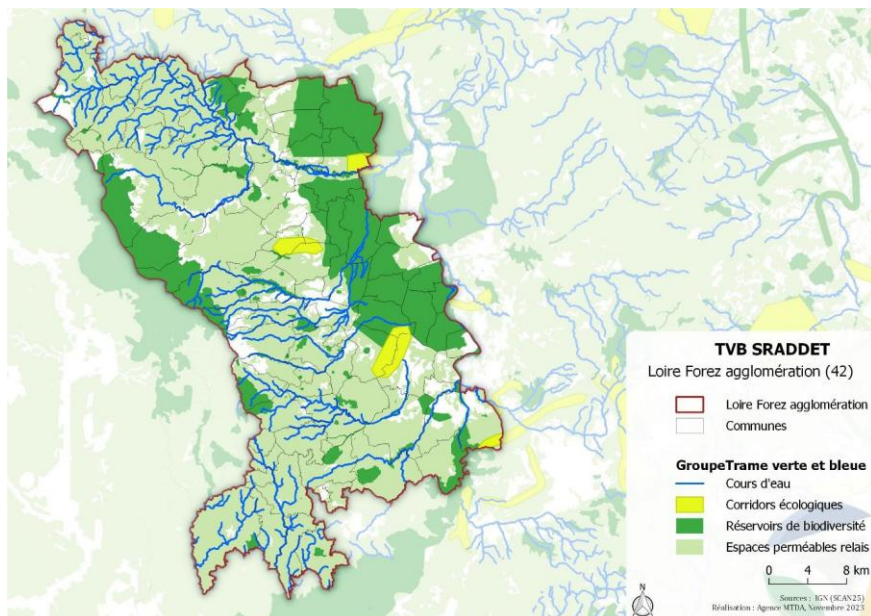 TVB SRADDET
Loire Forez agglomération (42)
Loire Forez agglomération
Communes
GroupeTrame verte et bleue
Cours d'eau
Corridors écologiques
Réservoirs de biodiversité
Espaces perméables relais
0 4 8 km
N
Sources : IGN (SCAN25)
Réalisation : Agence MTDA, Novembre 2023